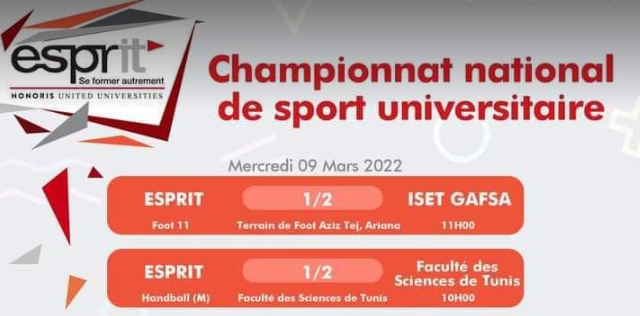 esprit
Se former autrement
HONORIS UNITED UNIVERSITIES
Championnat national
de sport universitaire
Mercredi 09 Mars 2022
ESPRIT 1/2 ISET GAFSA
Foot 11 Terrain de Foot Aziz Tej, Ariana 11H00
ESPRIT 1/2 Faculté des
Sciences de Tunis
Handball (M) Faculté des Sciences de Tunis 10H00